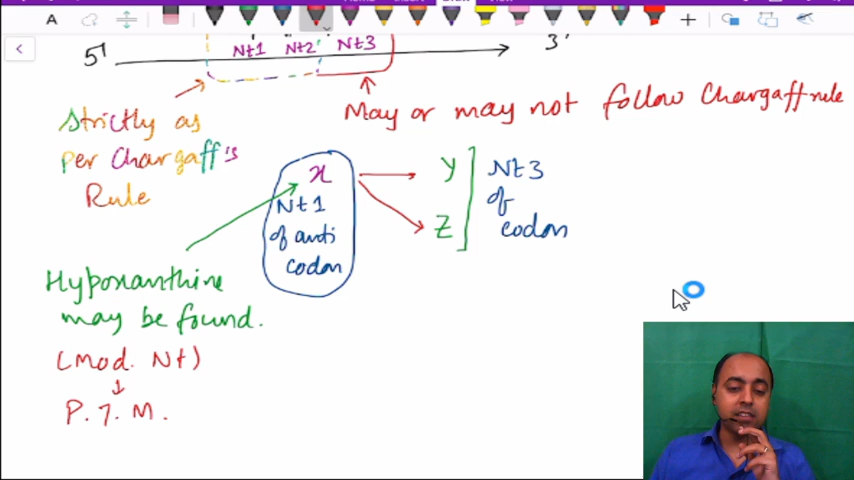 Nt1 Nt2 Nt3
5' 3'
Strictly as
per Chargaff's
Rule
May or may not follow Chargaff rule
x
Nt1
of anti
codon
Y
Z
Nt3
of
codon
Hypoxanthine
may be found.
(Mod. Nt)
P. T. M.